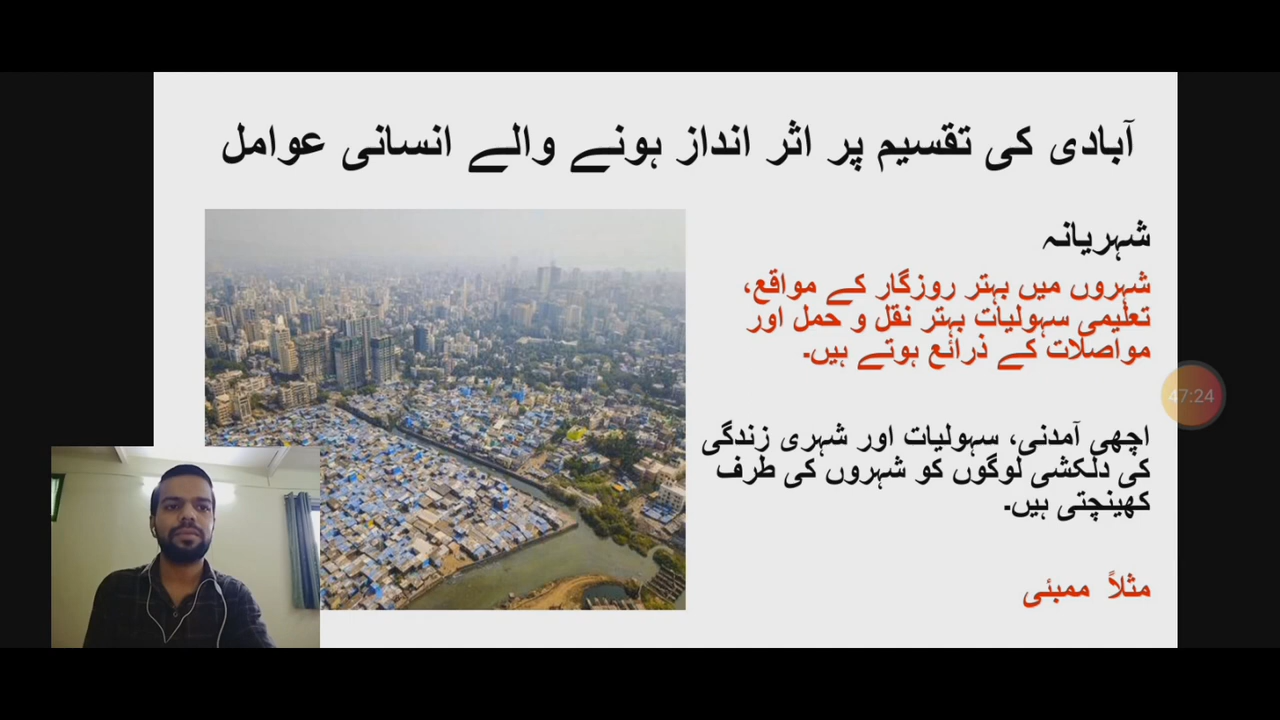 آبادی کی تقسیم پر اثر انداز ہونے والے انسانی عوامل
شہریانہ
شہروں میں بہتر روزگار کے مواقع،
تعلیمی سہولیات بہتر نقل و حمل اور
مواصلات کے ذرائع ہوتے ہیں۔
اچھی آمدنی، سہولیات اور شہری زندگی
کی دلکشی لوگوں کو شہروں کی طرف
کھینچتی ہیں۔
مثلاً ممبئی
47:24